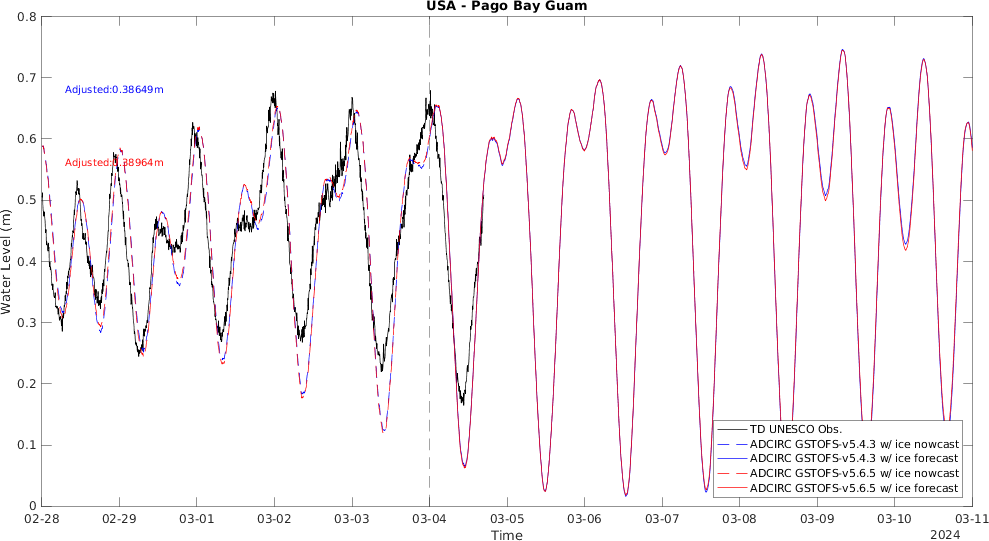 USA - Pago Bay Guam
0.8
0.7
0.6
0.5
0.4
0.3
0.2
0.1
0
Water Level (m)
Adjusted:0.38649m
Adjusted:0.38964m
TD UNESCO Obs.
ADCIRC GSTOFS-v5.4.3 w/ ice nowcast
ADCIRC GSTOFS-v5.4.3 w/ ice forecast
ADCIRC GSTOFS-v5.6.5 w/ ice nowcast
ADCIRC GSTOFS-v5.6.5 w/ ice forecast
02-28 02-29 03-01 03-02 03-03 03-04 03-05 03-06 03-07 03-08 03-09 03-10 03-11
Time
2024